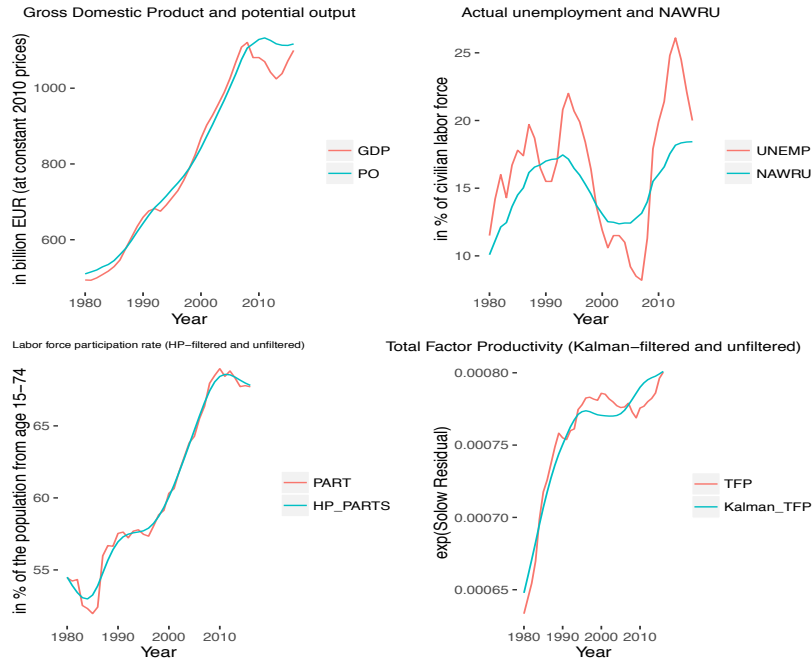 Gross Domestic Product and potential output
in billion EUR (at constant 2010 prices)
1000
800
600
1980
1990
2000
2010
Year
GDP
PO
Actual unemployment and NAWRU
in % of civilian labor force
25
20
15
10
1980
1990
2000
2010
Year
UNEMP
NAWRU
Labor force participation rate (HP−filtered and unfiltered)
in % of the population from age 15−74
65
60
55
1980
1990
2000
2010
Year
PART
HP_PARTS
Total Factor Productivity (Kalman−filtered and unfiltered)
exp(Solow Residual)
0.00080
0.00075
0.00070
0.00065
1980
1990
2000
2010
Year
TFP
Kalman_TFP